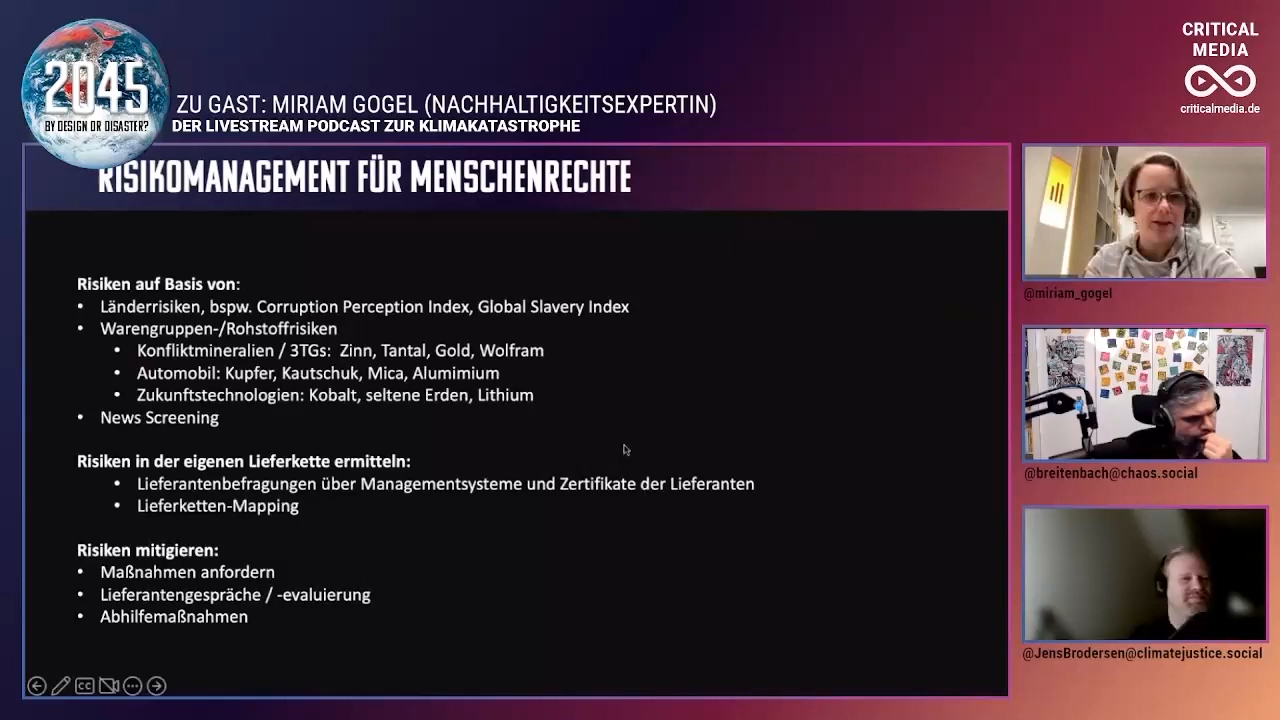 2045
BY DESIGN OR DISASTER?
ZU GAST: MIRIAM GOGEL (NACHHALTIGKEITSEXPERTIN)
DER LIVESTREAM PODCAST ZUR KLIMAKATASTROPHE
CRITICAL
MEDIA
criticalmedia.de
RISIKOMANAGEMENT FÜR MENSCHENRECHTE
Risiken auf Basis von:
• Länderrisiken, bspw. Corruption Perception Index, Global Slavery Index
• Warengruppen-/Rohstoffrisiken
• Konfliktmineralien / 3TGs: Zinn, Tantal, Gold, Wolfram
• Automobil: Kupfer, Kautschuk, Mica, Alumimium
• Zukunftstechnologien: Kobalt, seltene Erden, Lithium
• News Screening
Risiken in der eigenen Lieferkette ermitteln:
• Lieferantenbefragungen über Managementsysteme und Zertifikate der Lieferanten
• Lieferketten-Mapping
Risiken mitigieren:
• Maßnahmen anfordern
• Lieferantengespräche / -evaluierung
• Abhilfemaßnahmen
CC
@miriam_gogel
@breitenbach@chaos.social
@JensBrodersen@climatejustice.social